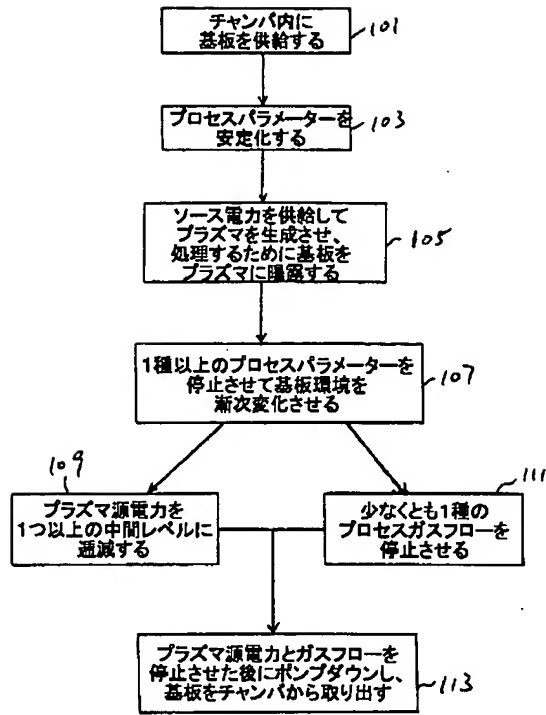 チャンバ内に
基板を供給する
101
プロセスパラメーターを
安定化する
103
ソース電力を供給して
プラズマを生成させ、
処理するために基板を
プラズマに曝露する
105
1種以上のプロセスパラメーターを
停止させて基板環境を
漸次変化させる
107
109
プラズマ源電力を
1つ以上の中間レベルに
逓減する
111
少なくとも1種の
プロセスガスフローを
停止させる
プラズマ源電力とガスフローを
停止させた後にポンプダウンし、
基板をチャンバから取り出す
113